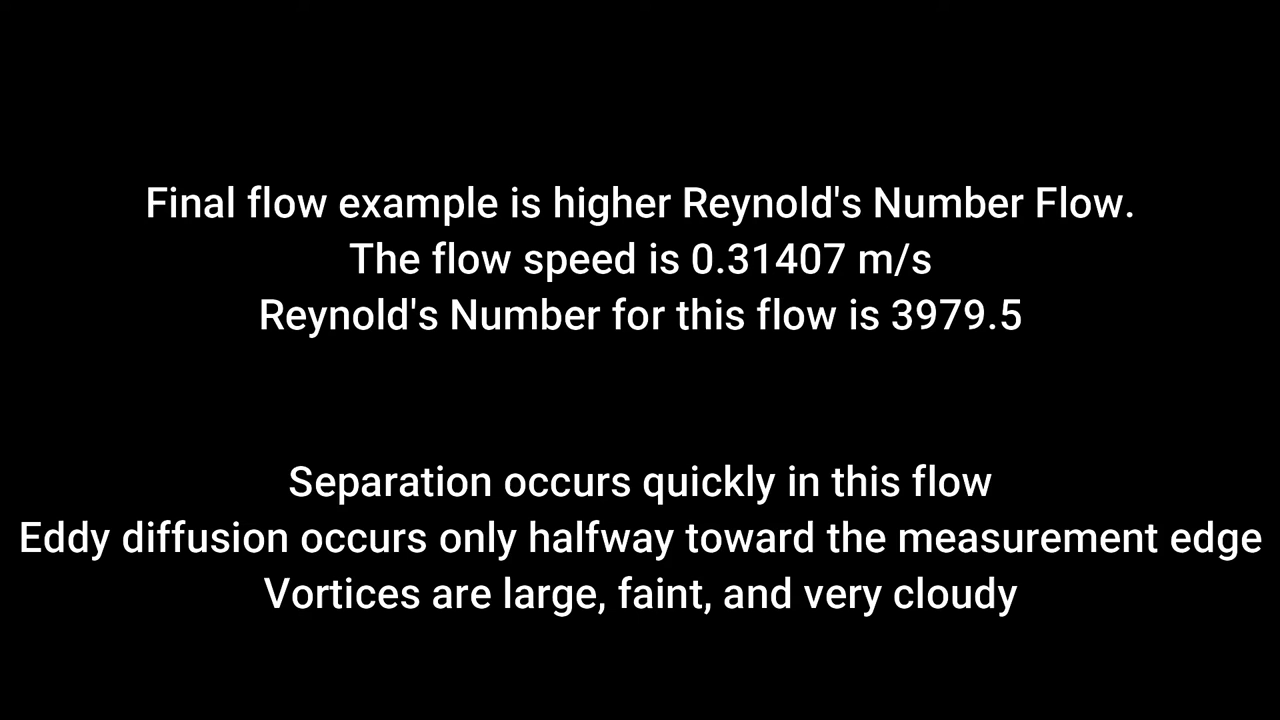 Final flow example is higher Reynold's Number Flow.
The flow speed is 0.31407 m/s
Reynold's Number for this flow is 3979.5
Separation occurs quickly in this flow
Eddy diffusion occurs only halfway toward the measurement edge
Vortices are large, faint, and very cloudy